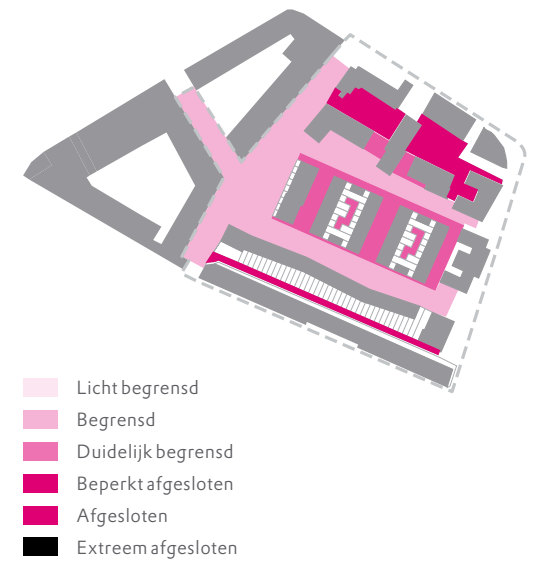 Licht begrensd
Begrensd
Duidelijk begrensd
Beperkt afgesloten
Afgesloten
Extreem afgesloten